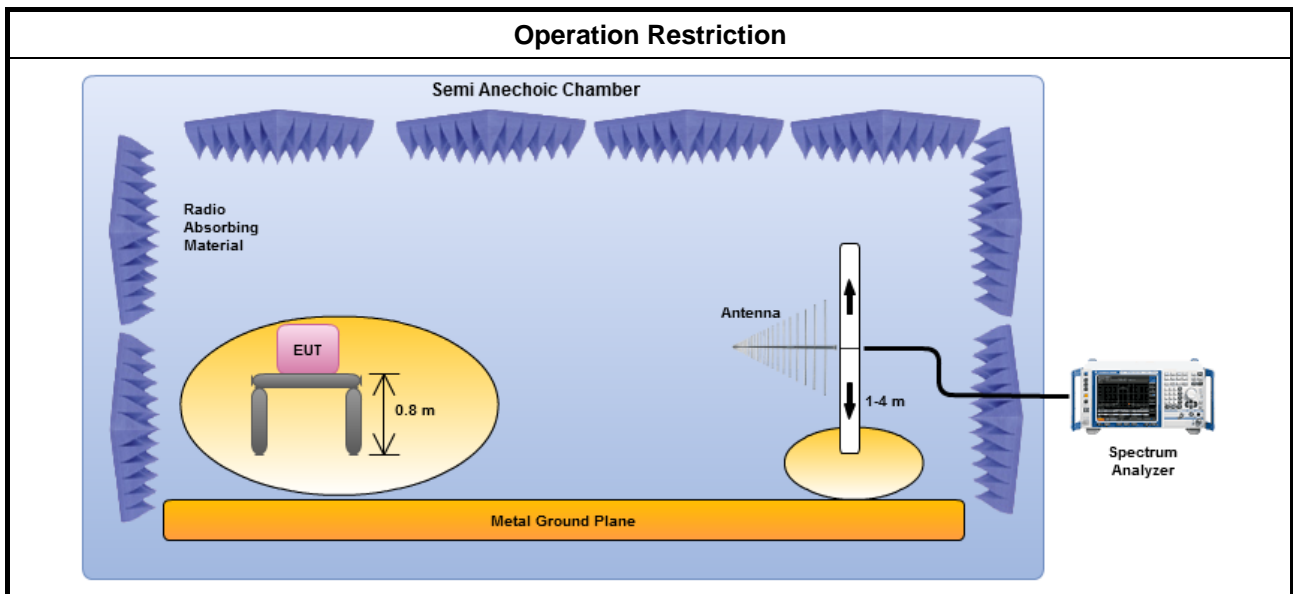 Operation Restriction
Semi Anechoic Chamber
Radio
Absorbing
Material
Antenna
EUT
0.8 m
1-4 m
Spectrum
Analyzer
Metal Ground Plane